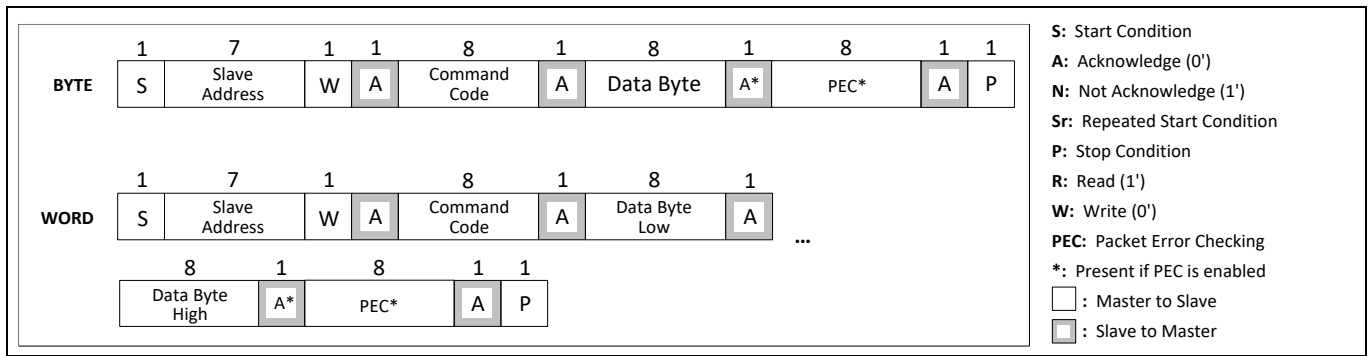 1 7 1 1 8 1 8 1 8 1 1
BYTE S Slave Address W A Command Code A Data Byte A* PEC* A P
1 7 1 8 1 8 1
WORD S Slave Address W A Command Code A Data Byte Low A ...
8 1 8 1 1
Data Byte High A* PEC* A P
S: Start Condition
A: Acknowledge (0')
N: Not Acknowledge (1')
Sr: Repeated Start Condition
P: Stop Condition
R: Read (1')
W: Write (0')
PEC: Packet Error Checking
*: Present if PEC is enabled
: Master to Slave
: Slave to Master